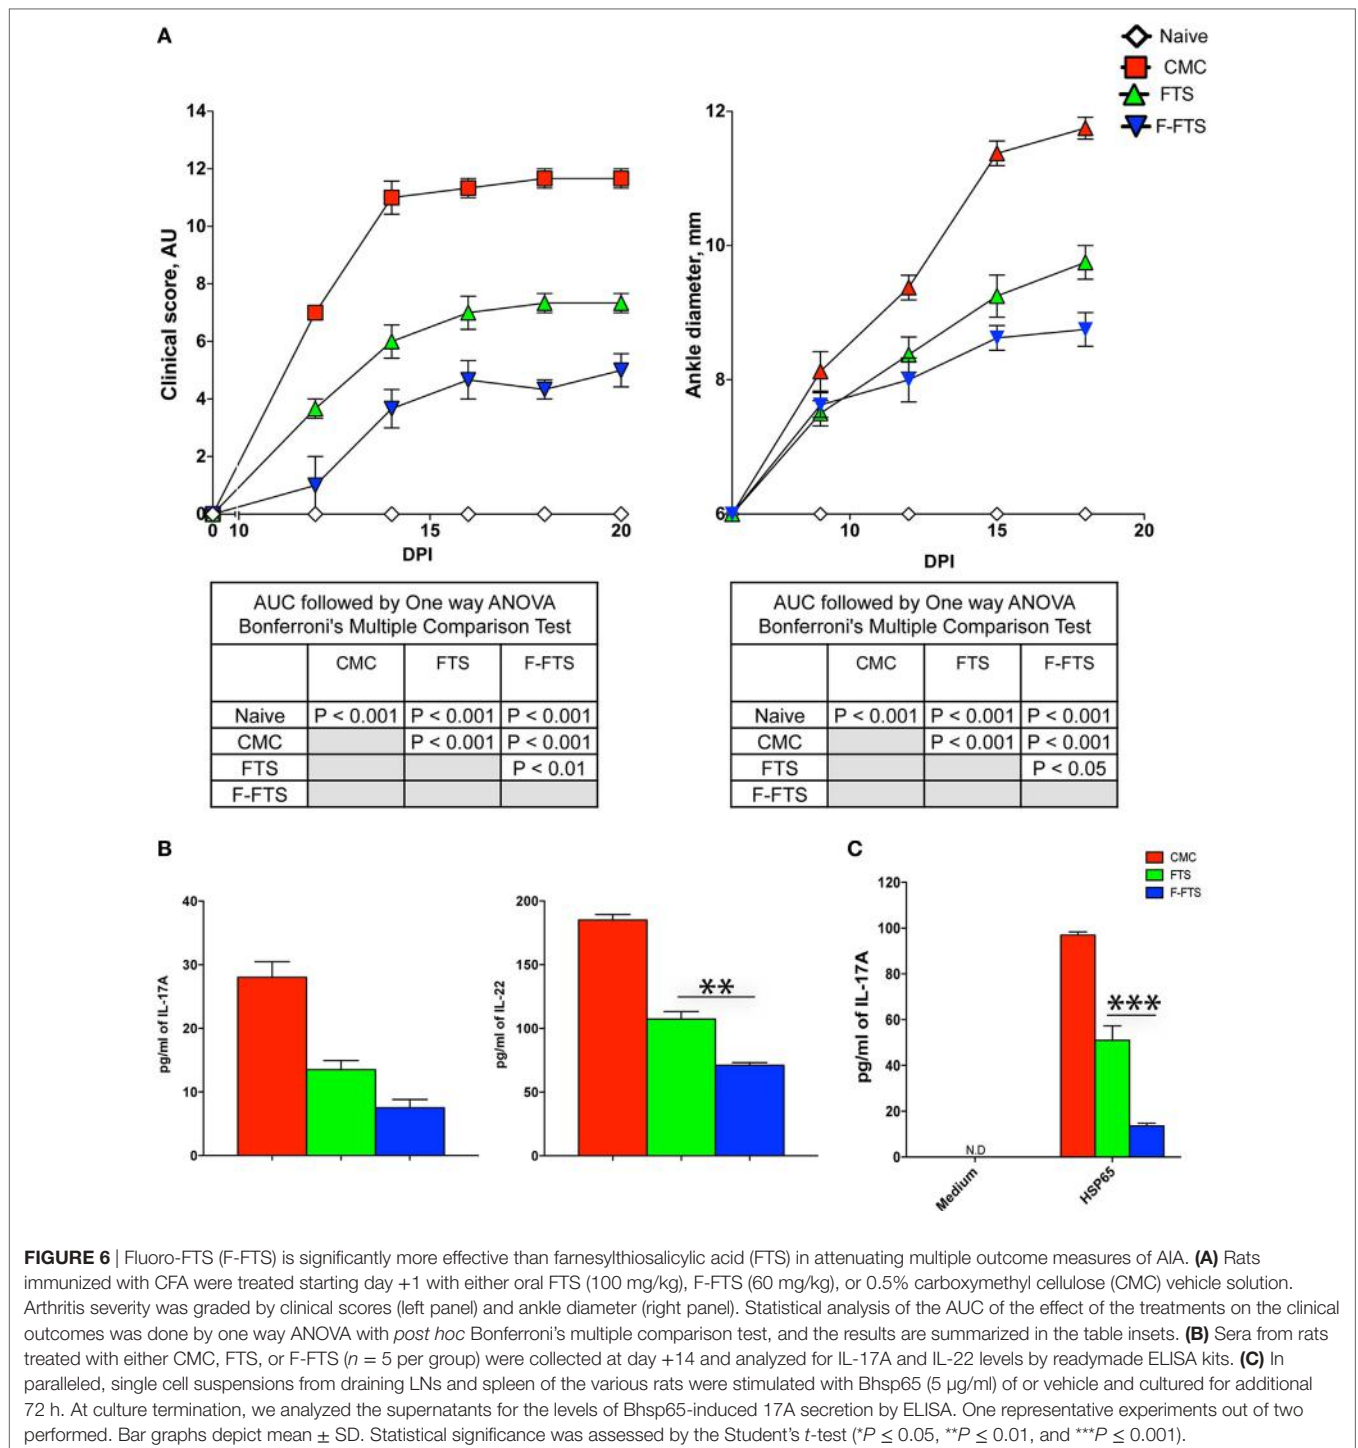 A
Naive
CMC
FTS
F-FTS
Clinical score, AU
14
12
10
8
6
4
2
0
0 10 15 20
DPI
Ankle diameter, mm
12
10
8
6
10 15 20
DPI
AUC followed by One way ANOVA
Bonferroni's Multiple Comparison Test
CMC FTS F-FTS
Naive P < 0.001 P < 0.001 P < 0.001
CMC P < 0.001 P < 0.001
FTS P < 0.01
F-FTS
AUC followed by One way ANOVA
Bonferroni's Multiple Comparison Test
CMC FTS F-FTS
Naive P < 0.001 P < 0.001 P < 0.001
CMC P < 0.001 P < 0.001
FTS P < 0.05
F-FTS
B
pg/ml of IL-17A
40
30
20
10
0
pg/ml of IL-22
200
150
100
50
0
**
C
CMC
FTS
F-FTS
pg/ml of IL-17A
120
100
80
60
40
20
0
N.D
***
Medium
HSP65
FIGURE 6 | Fluoro-FTS (F-FTS) is significantly more effective than farnesylthiosalicylic acid (FTS) in attenuating multiple outcome measures of AIA. (A) Rats
immunized with CFA were treated starting day +1 with either oral FTS (100 mg/kg), F-FTS (60 mg/kg), or 0.5% carboxymethyl cellulose (CMC) vehicle solution.
Arthritis severity was graded by clinical scores (left panel) and ankle diameter (right panel). Statistical analysis of the AUC of the effect of the treatments on the clinical
outcomes was done by one way ANOVA with post hoc Bonferroni's multiple comparison test, and the results are summarized in the table insets. (B) Sera from rats
treated with either CMC, FTS, or F-FTS (n = 5 per group) were collected at day +14 and analyzed for IL-17A and IL-22 levels by readymade ELISA kits. (C) In
paralleled, single cell suspensions from draining LNs and spleen of the various rats were stimulated with Bhsp65 (5 µg/ml) of or vehicle and cultured for additional
72 h. At culture termination, we analyzed the supernatants for the levels of Bhsp65-induced 17A secretion by ELISA. One representative experiments out of two
performed. Bar graphs depict mean ± SD. Statistical significance was assessed by the Student's t-test (*P ≤ 0.05, **P ≤ 0.01, and ***P ≤ 0.001).